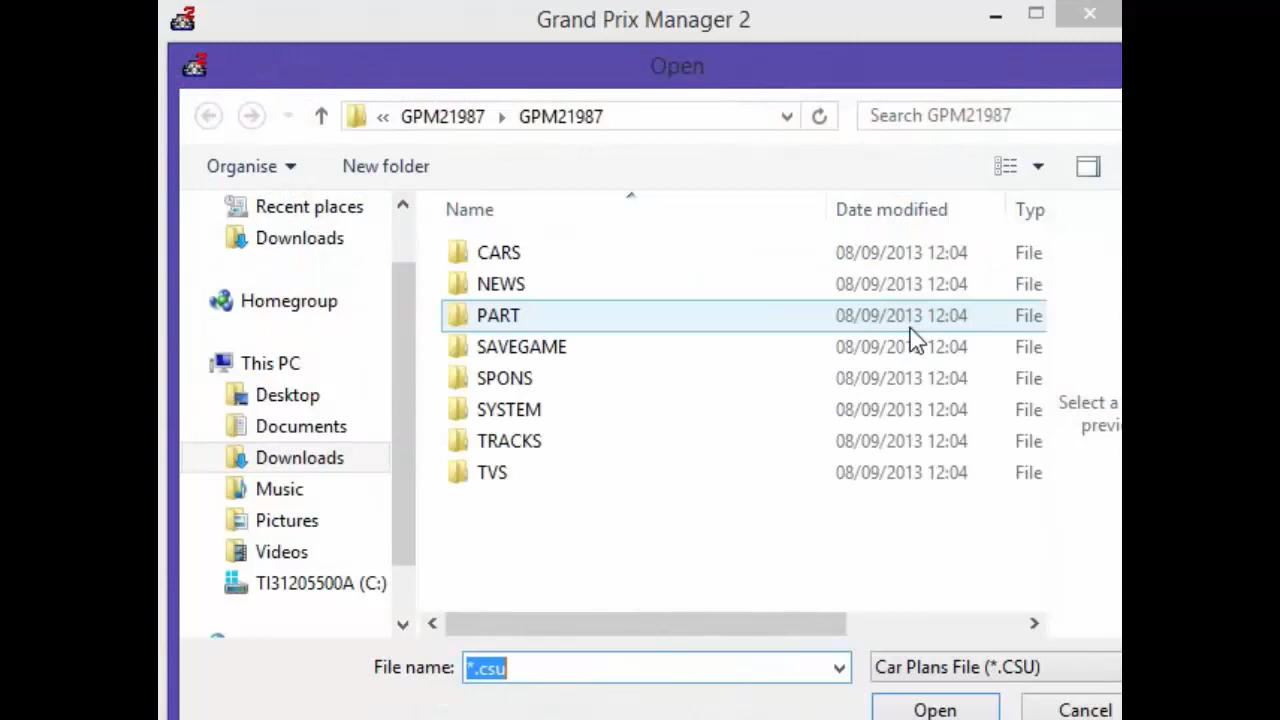 Grand Prix Manager 2
Open
« GPM21987 GPM21987
Search GPM21987
Organise New folder
Recent places
Downloads
Homegroup
This PC
Desktop
Documents
Downloads
Music
Pictures
Videos
TI31205500A (C:)
Name Date modified Typ
CARS 08/09/2013 12:04 File
NEWS 08/09/2013 12:04 File
PART 08/09/2013 12:04 File
SAVEGAME 08/09/2013 12:04 File
SPONS 08/09/2013 12:04 File
SYSTEM 08/09/2013 12:04 File
TRACKS 08/09/2013 12:04 File
TVS 08/09/2013 12:04 File
Select a
previ
File name: *.csu Car Plans File (*.CSU)
Open Cancel